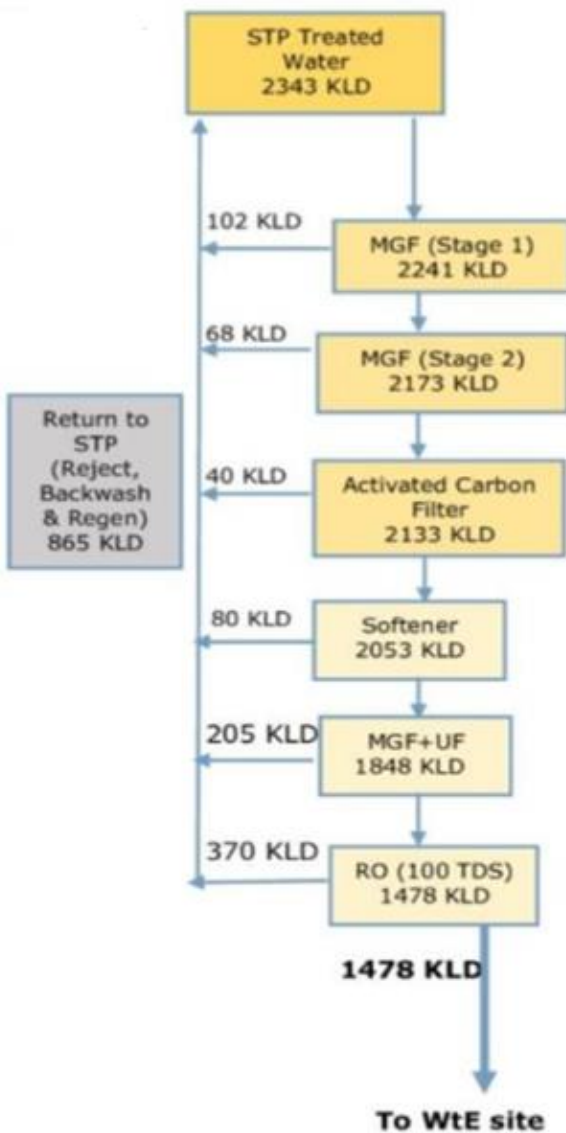 STP Treated
Water
2343 KLD
102 KLD
MGF (Stage 1)
2241 KLD
68 KLD
MGF (Stage 2)
2173 KLD
Return to
STP
(Reject,
Backwash
& Regen)
865 KLD
40 KLD
Activated Carbon
Filter
2133 KLD
80 KLD
Softener
2053 KLD
205 KLD
MGF+UF
1848 KLD
370 KLD
RO (100 TDS)
1478 KLD
1478 KLD
To WtE site